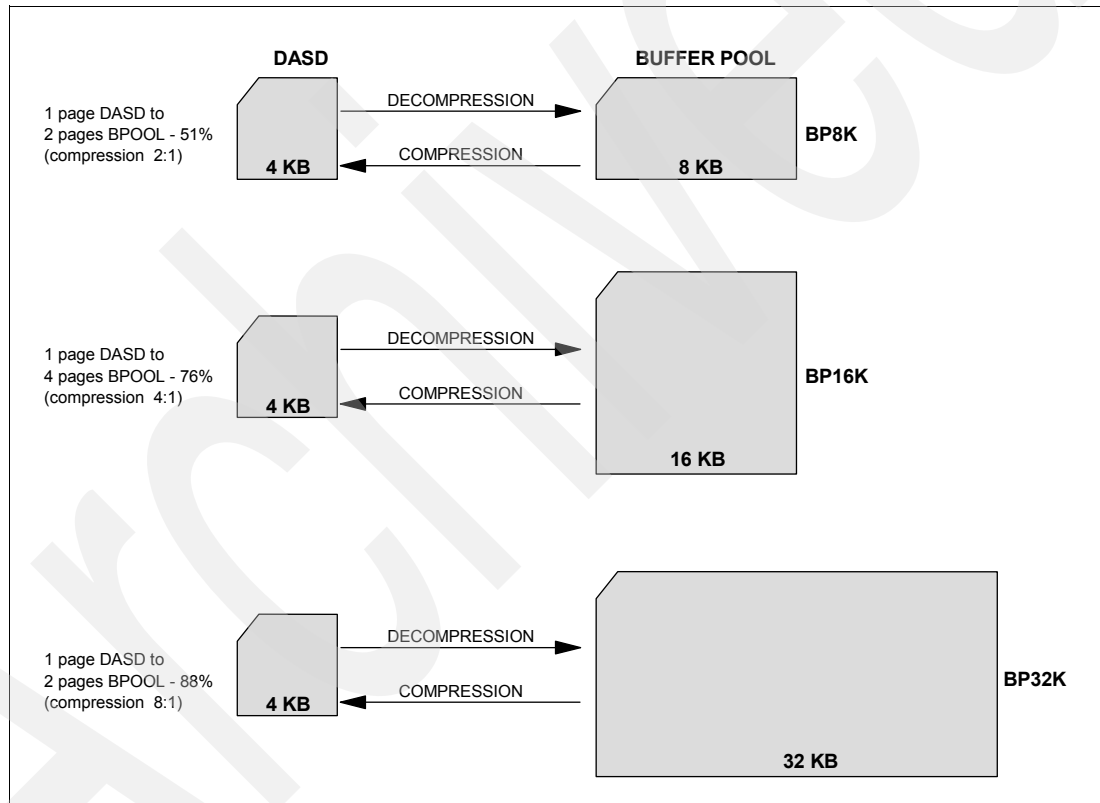 DASD
BUFFER POOL
1 page DASD to
2 pages BPOOL - 51%
(compression 2:1)
DECOMPRESSION
COMPRESSION
4 KB
8 KB
BP8K
1 page DASD to
4 pages BPOOL - 76%
(compression 4:1)
DECOMPRESSION
COMPRESSION
4 KB
16 KB
BP16K
1 page DASD to
2 pages BPOOL - 88%
(compression 8:1)
DECOMPRESSION
COMPRESSION
4 KB
32 KB
BP32K
Archived